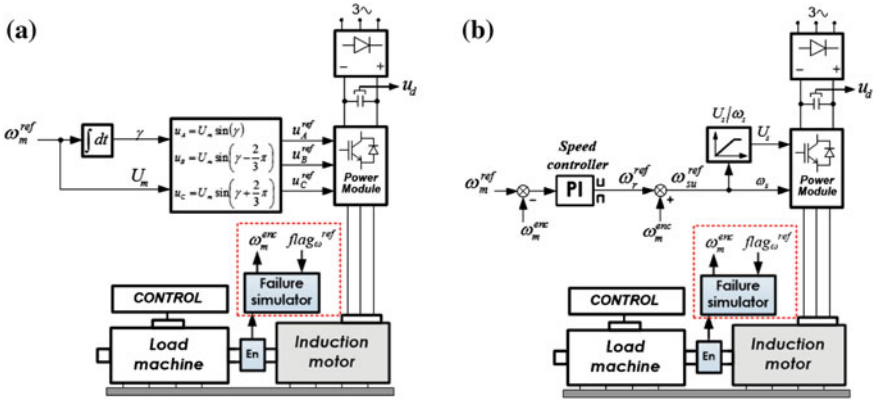 (a)
3∿
− +
u_d
ω_m^ref
∫dt
γ
U_m
u_A = U_m sin(γ)
u_B = U_m sin(γ − 2/3 π)
u_C = U_m sin(γ + 2/3 π)
u_A^ref
u_B^ref
u_C^ref
Power
Module
ω_m^enc
flag_ω^ref
Failure
simulator
CONTROL
Load
machine
En
Induction
motor
(b)
3∿
− +
u_d
U_s/ω_s
U_s
Speed
controller
ω_m^ref
−
ω_m^enc
PI
ω_r^ref
+
ω_m^enc
ω_su^ref
ω_s
Power
Module
ω_m^enc
flag_ω^ref
Failure
simulator
CONTROL
Load
machine
En
Induction
motor